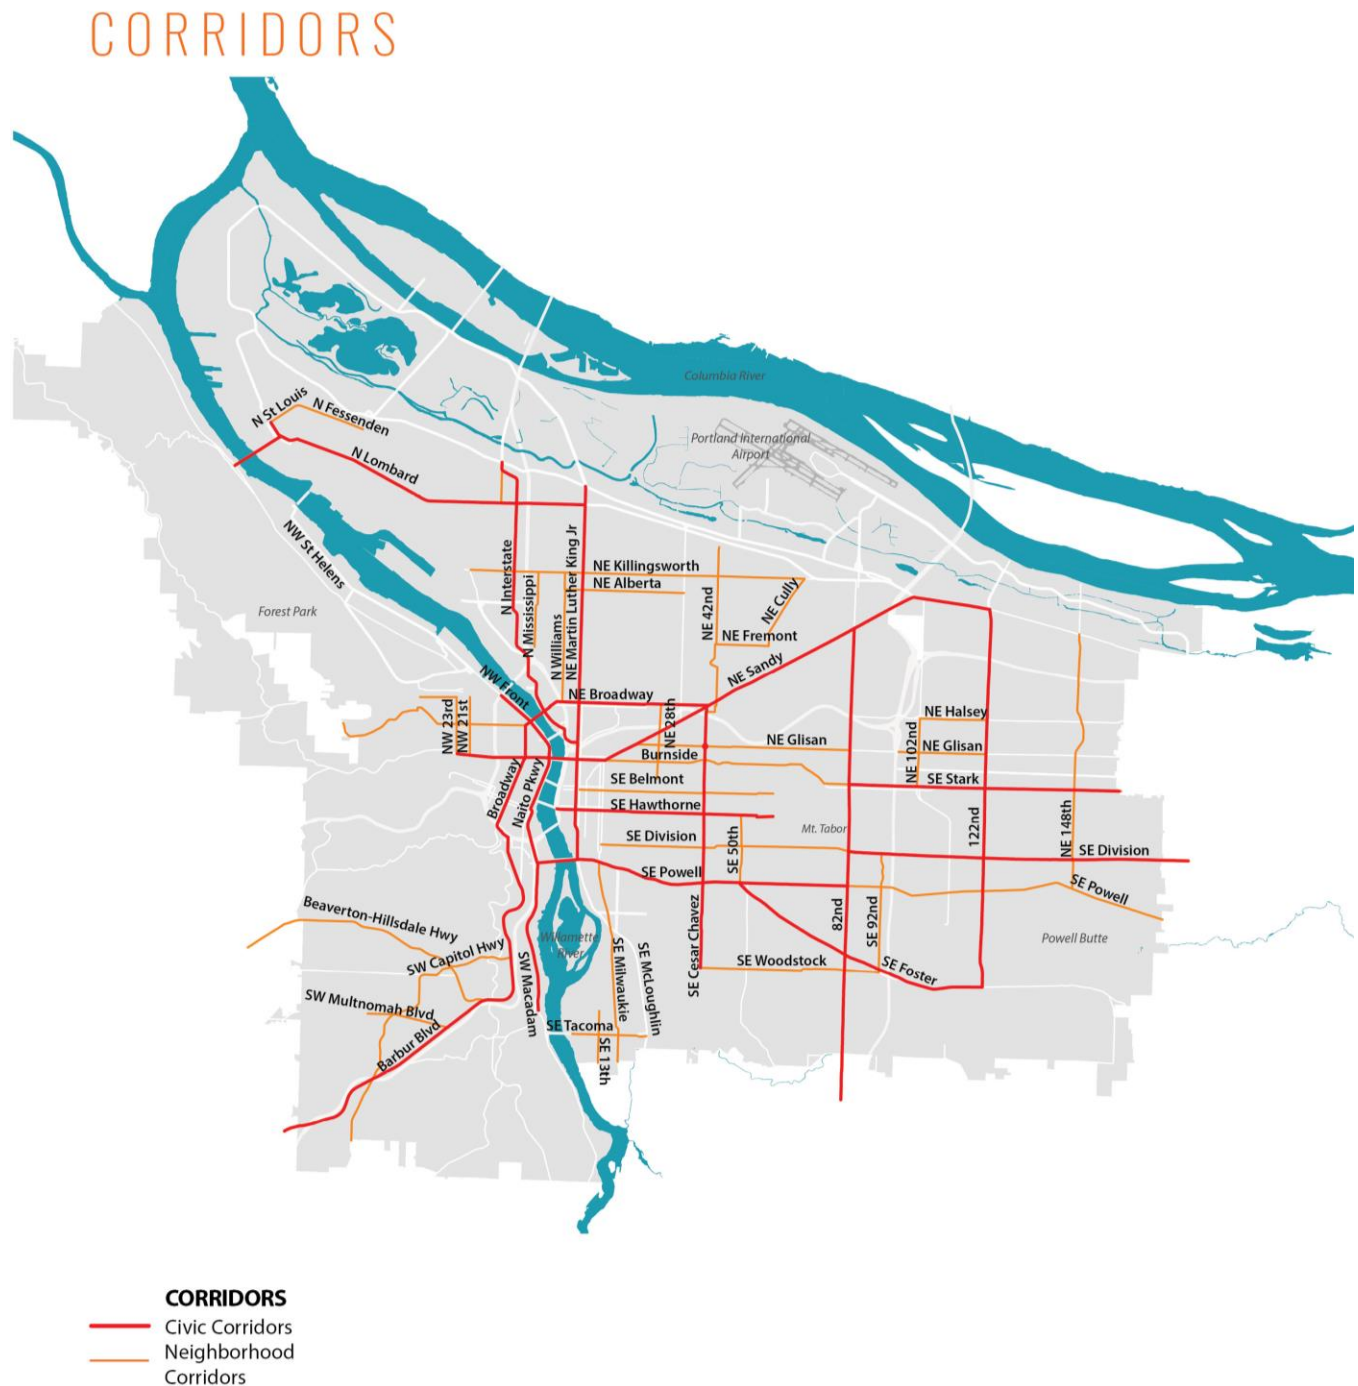 CORRIDORS
Columbia River
Portland International
Airport
N St Louis
N Fessenden
N Lombard
NW St Helens
Forest Park
N Interstate
N Mississippi
N Williams
NE Martin Luther King Jr
NE Killingsworth
NE Alberta
NE 42nd
NE Cully
NE Fremont
NE Sandy
NW Front
NE Broadway
NW 23rd
NW 21st
NE 28th
NE Glisan
Burnside
NE Halsey
NE 102nd
NE Glisan
SE Stark
Broadway
Naito Pkwy
SE Belmont
SE Hawthorne
Mt. Tabor
SE Division
SE 50th
122nd
NE 148th
SE Division
SE Powell
SE Powell
82nd
SE 92nd
Powell Butte
Beaverton-Hillsdale Hwy
SW Capitol Hwy
Willamette
River
SW Macadam
SE Milwaukie
SE McLoughlin
SE Cesar Chavez
SE Woodstock
SE Foster
SW Multnomah Blvd
Barbur Blvd
SE Tacoma
SE 13th
CORRIDORS
Civic Corridors
Neighborhood
Corridors